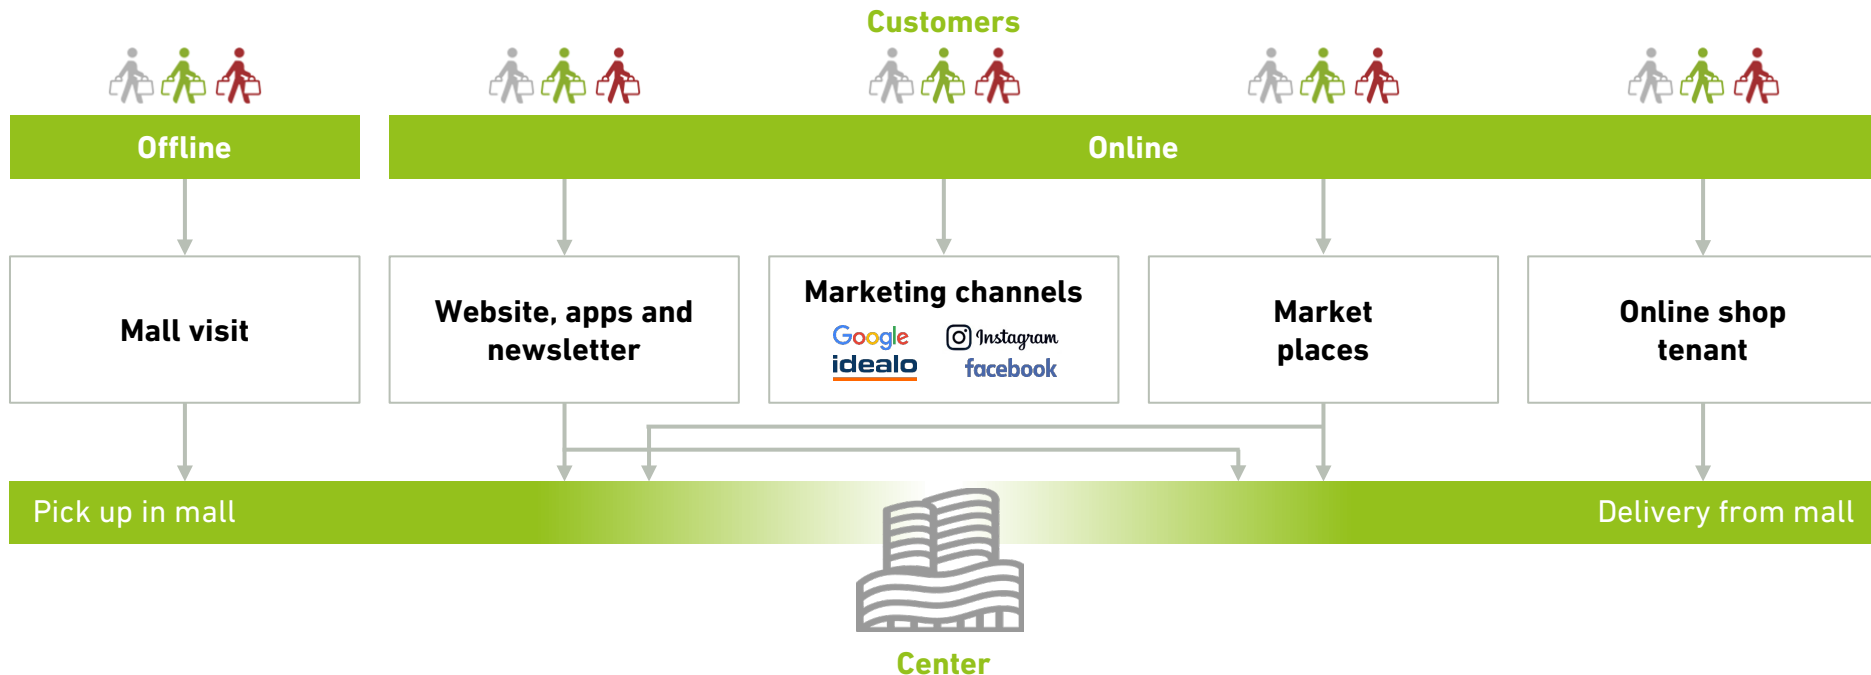 Customers
Offline
Online
Mall visit
Website, apps and
newsletter
Marketing channels
Google
Instagram
idealo
facebook
Market
places
Online shop
tenant
Pick up in mall
Delivery from mall
Center